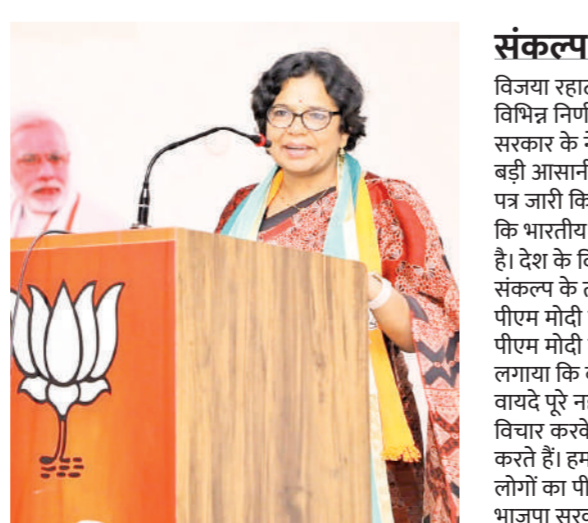 संकल्प
विजया रहाट
विभिन्न निर्ण
सरकार के न
बड़ी आसानी
पत्र जारी कि
कि भारतीय
है। देश के वि
संकल्प के त
पीएम मोदी
पीएम मोदी
लगाया कि
वायदे पूरे न
विचार करवे
करते हैं। हम
लोगों का पी
भाजपा सरव